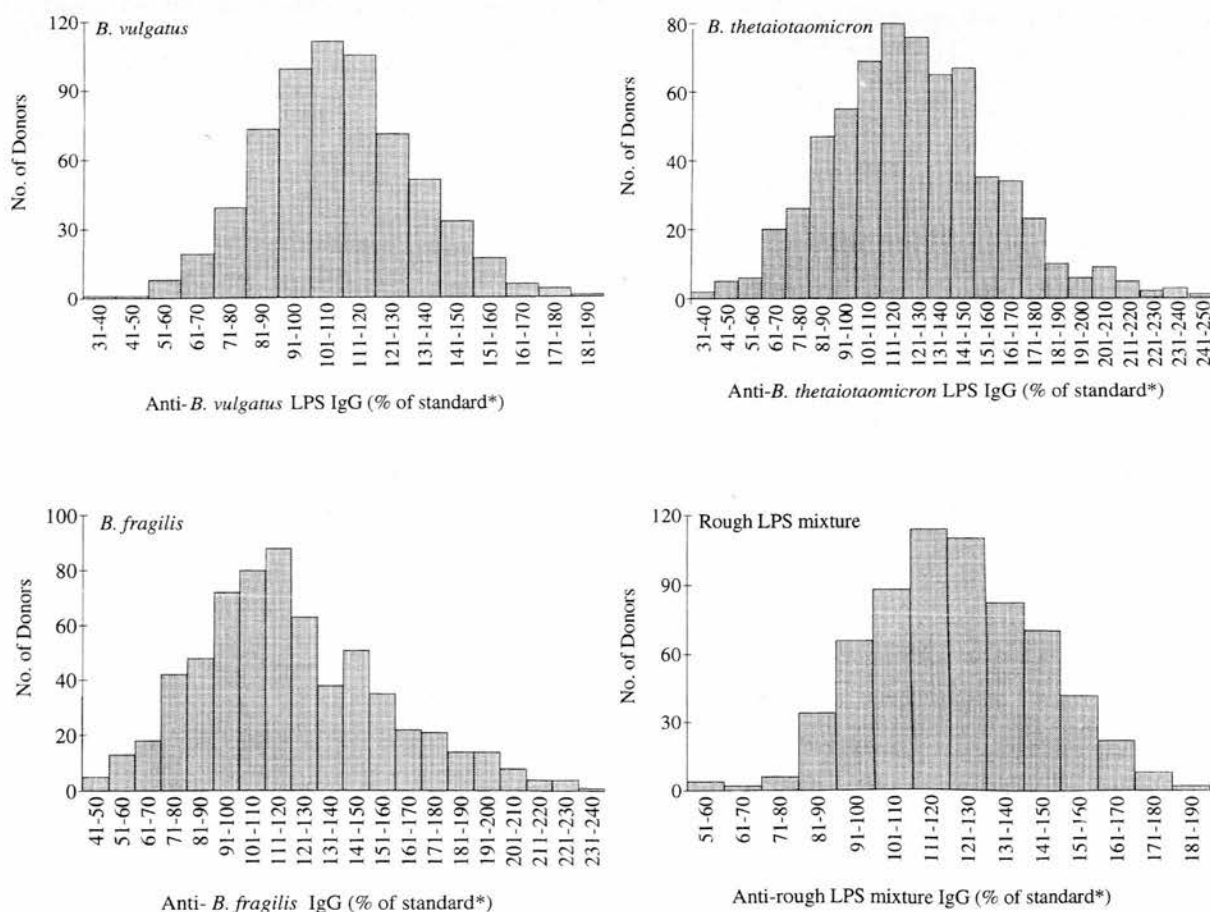 B. vulgatus
No. of Donors
120
90
60
30
0
31-40 41-50 51-60 61-70 71-80 81-90 91-100 101-110 111-120 121-130 131-140 141-150 151-160 161-170 171-180 181-190
Anti-B. vulgatus LPS IgG (% of standard*)
B. thetaiotaomicron
No. of Donors
80
60
40
20
0
31-40 41-50 51-60 61-70 71-80 81-90 91-100 101-110 111-120 121-130 131-140 141-150 151-160 161-170 171-180 181-190 191-200 201-210 211-220 221-230 231-240 241-250
Anti-B. thetaiotaomicron LPS IgG (% of standard*)
B. fragilis
No. of Donors
100
80
60
40
20
0
41-50 51-60 61-70 71-80 81-90 91-100 101-110 111-120 121-130 131-140 141-150 151-160 161-170 171-180 181-190 191-200 201-210 211-220 221-230 231-240
Anti- B. fragilis IgG (% of standard*)
Rough LPS mixture
No. of Donors
120
90
60
30
0
51-60 61-70 71-80 81-90 91-100 101-110 111-120 121-130 131-140 141-150 151-160 161-170 171-180 181-190
Anti-rough LPS mixture IgG (% of standard*)